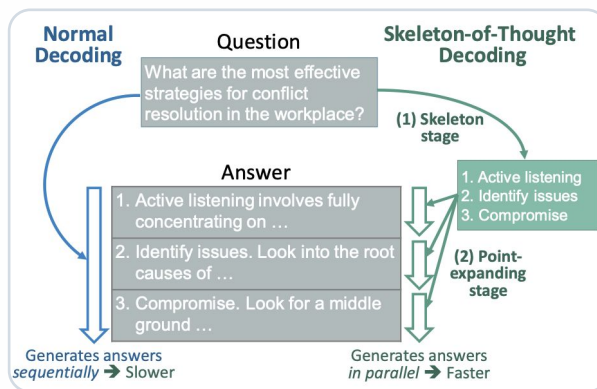 Normal
Decoding
Question
Skeleton-of-Thought
Decoding
What are the most effective
strategies for conflict
resolution in the workplace?
(1) Skeleton
stage
Answer
1. Active listening
2. Identify issues
3. Compromise
1. Active listening involves fully
concentrating on …
2. Identify issues. Look into the root
causes of …
3. Compromise. Look for a middle
ground …
(2) Point-
expanding
stage
Generates answers
sequentially ➔ Slower
Generates answers
in parallel ➔ Faster